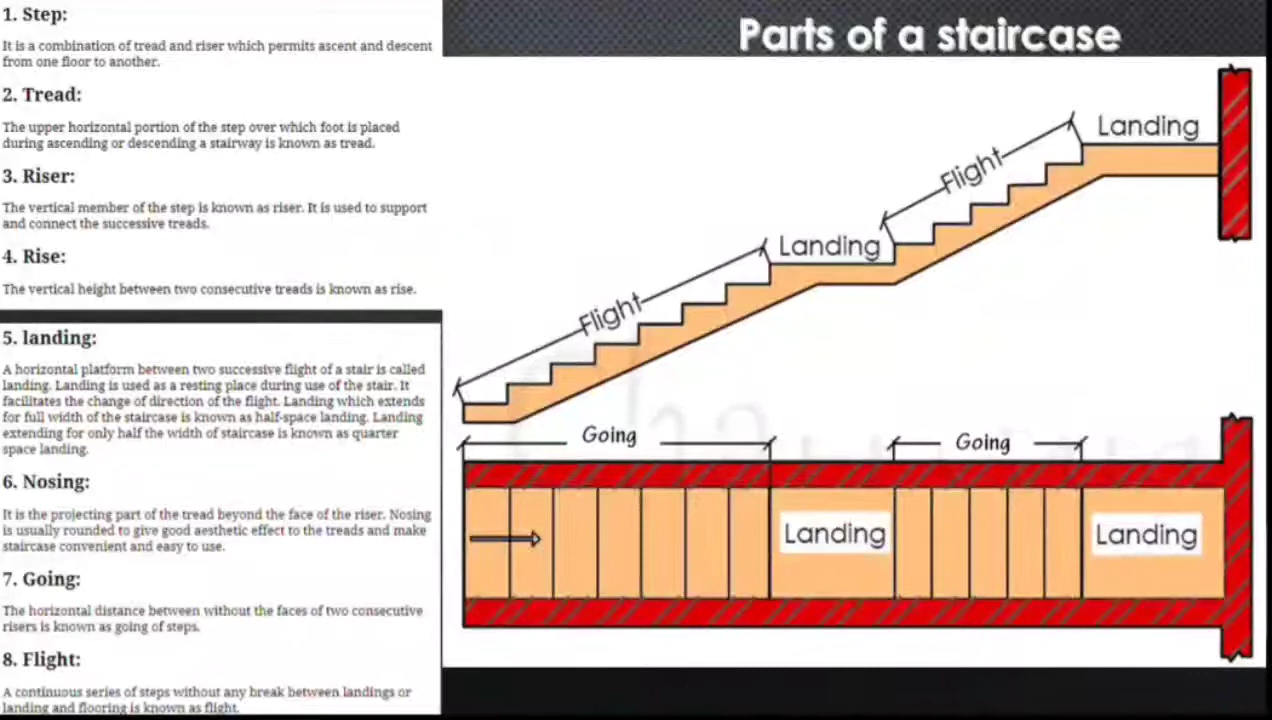 1. Step:
It is a combination of tread and riser which permits ascent and descent
from one floor to another.
2. Tread:
The upper horizontal portion of the step over which foot is placed
during ascending or descending a stairway is known as tread.
3. Riser:
The vertical member of the step is known as riser. It is used to support
and connect the successive treads.
4. Rise:
The vertical height between two consecutive treads is known as rise.
5. landing:
A horizontal platform between two successive flight of a stair is called
landing. Landing is used as a resting place during use of the stair. It
facilitates the change of direction of the flight. Landing which extends
for full width of the staircase is known as half-space landing. Landing
extending for only half the width of staircase is known as quarter
space landing.
6. Nosing:
It is the projecting part of the tread beyond the face of the riser. Nosing
is usually rounded to give good aesthetic effect to the treads and make
staircase convenient and easy to use.
7. Going:
The horizontal distance between without the faces of two consecutive
risers is known as going of steps.
8. Flight:
A continuous series of steps without any break between landings or
landing and flooring is known as flight.
Parts of a staircase
Landing
Flight
Landing
Flight
Going
Going
Landing
Landing